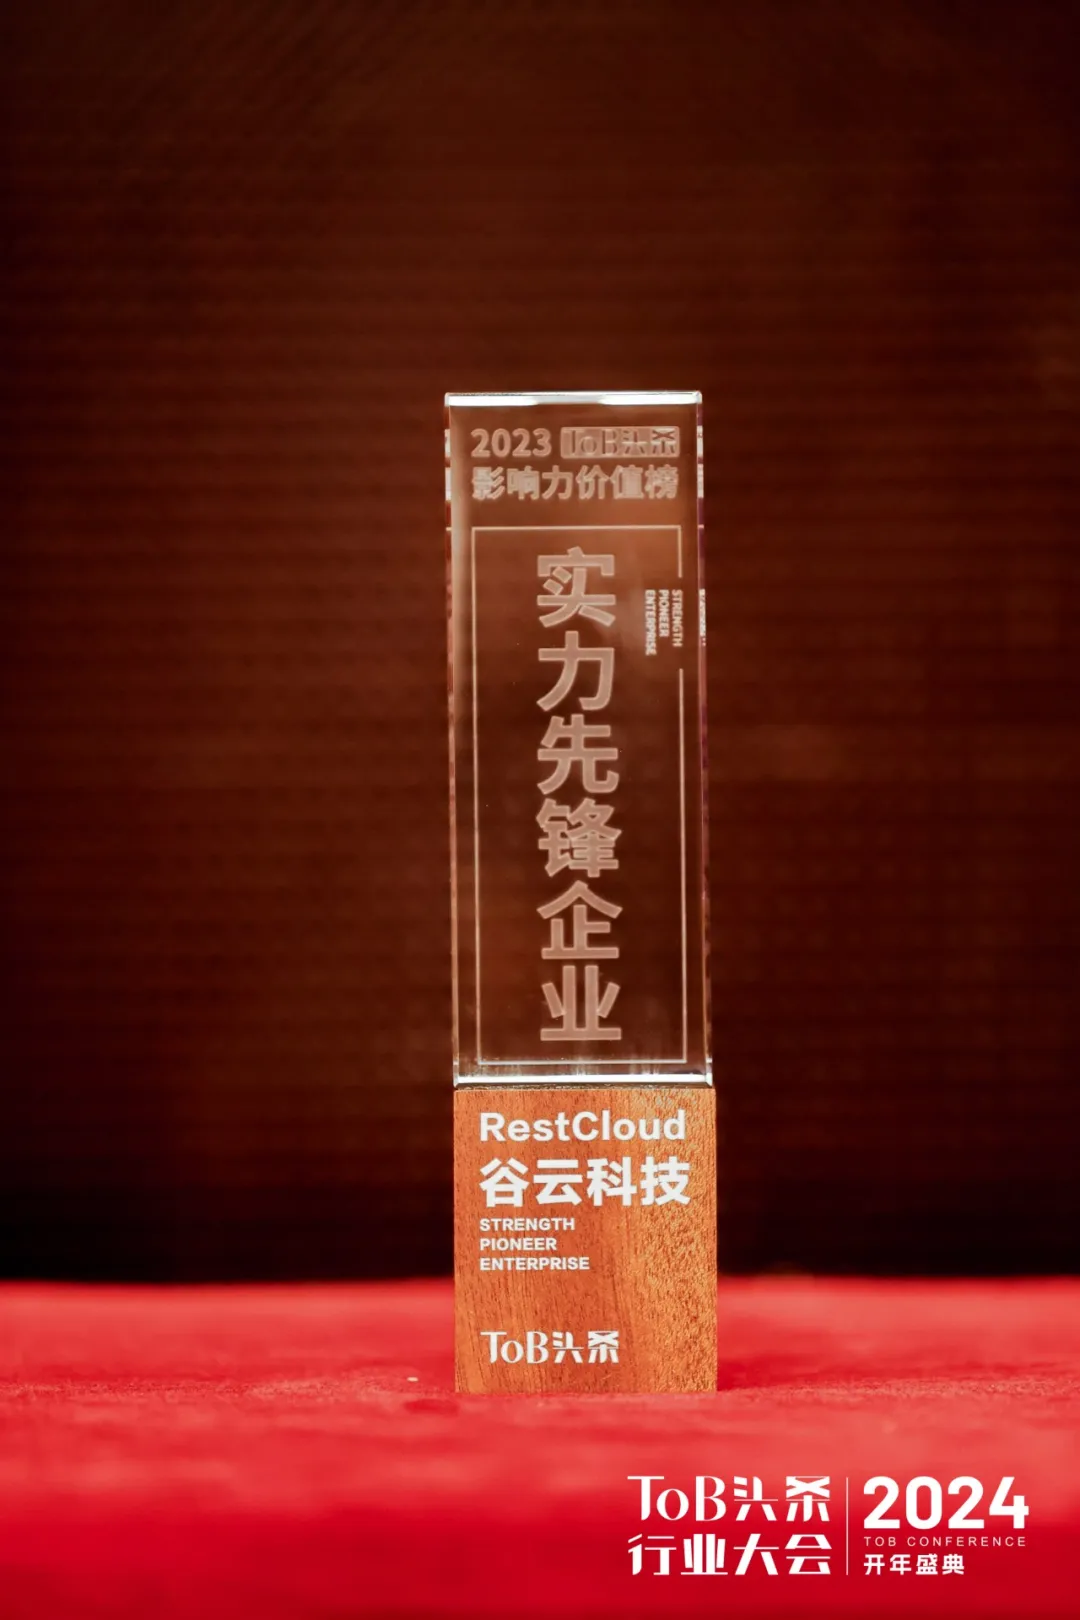 2023 ToB头条
影响力价值榜
实力先锋企业
STRENGTH
PIONEER
ENTERPRISE
RestCloud
谷云科技
STRENGTH
PIONEER
ENTERPRISE
ToB头条
ToB头条
行业大会
2024
TOB CONFERENCE
开年盛典